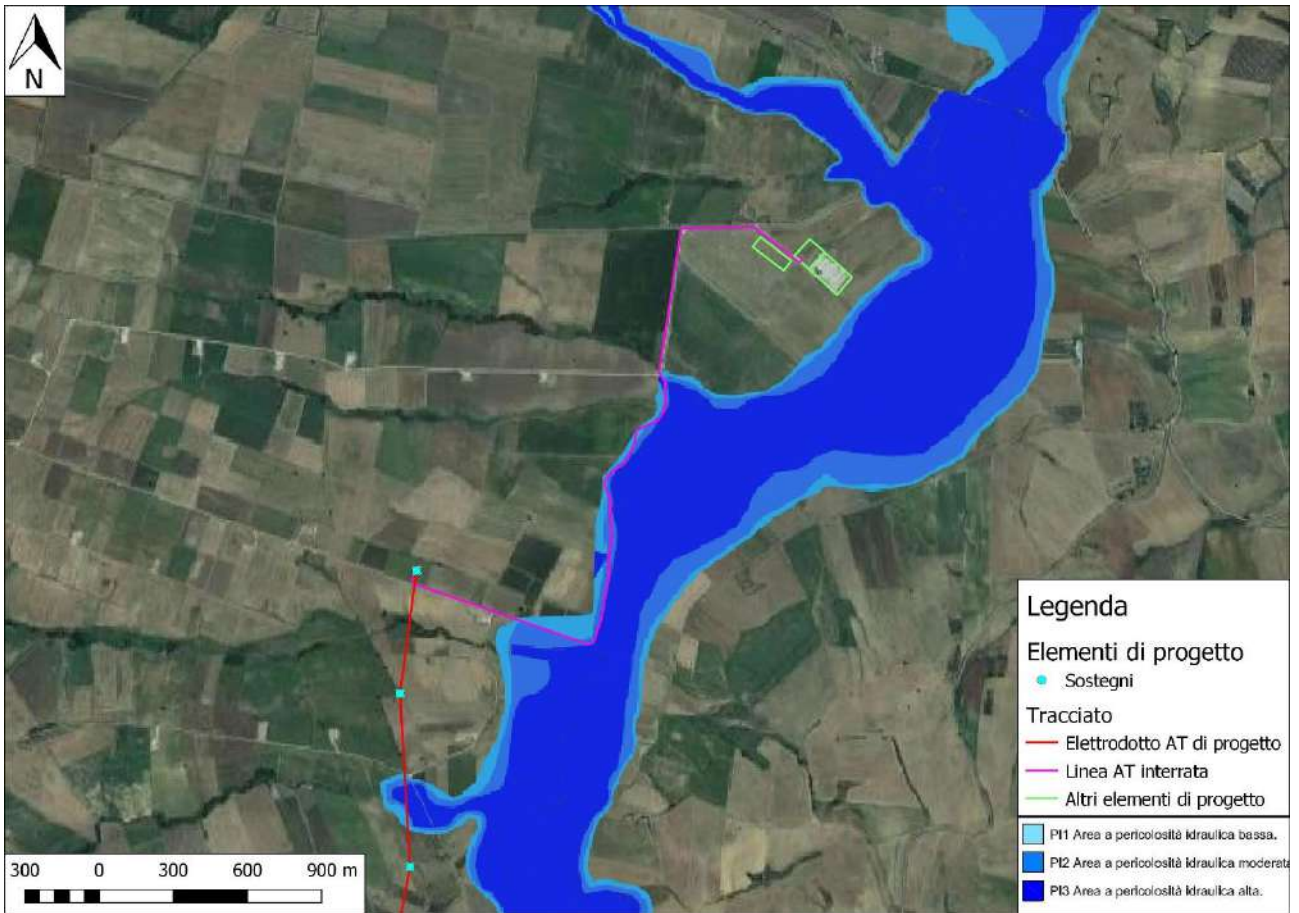 N
Legenda
Elementi di progetto
Sostegni
Tracciato
Elettrodotto AT di progetto
Linea AT interrata
Altri elementi di progetto
PI1 Area a pericolosità idraulica bassa.
PI2 Area a pericolosità idraulica moderata
PI3 Area a pericolosità idraulica alta.
300 0 300 600 900 m